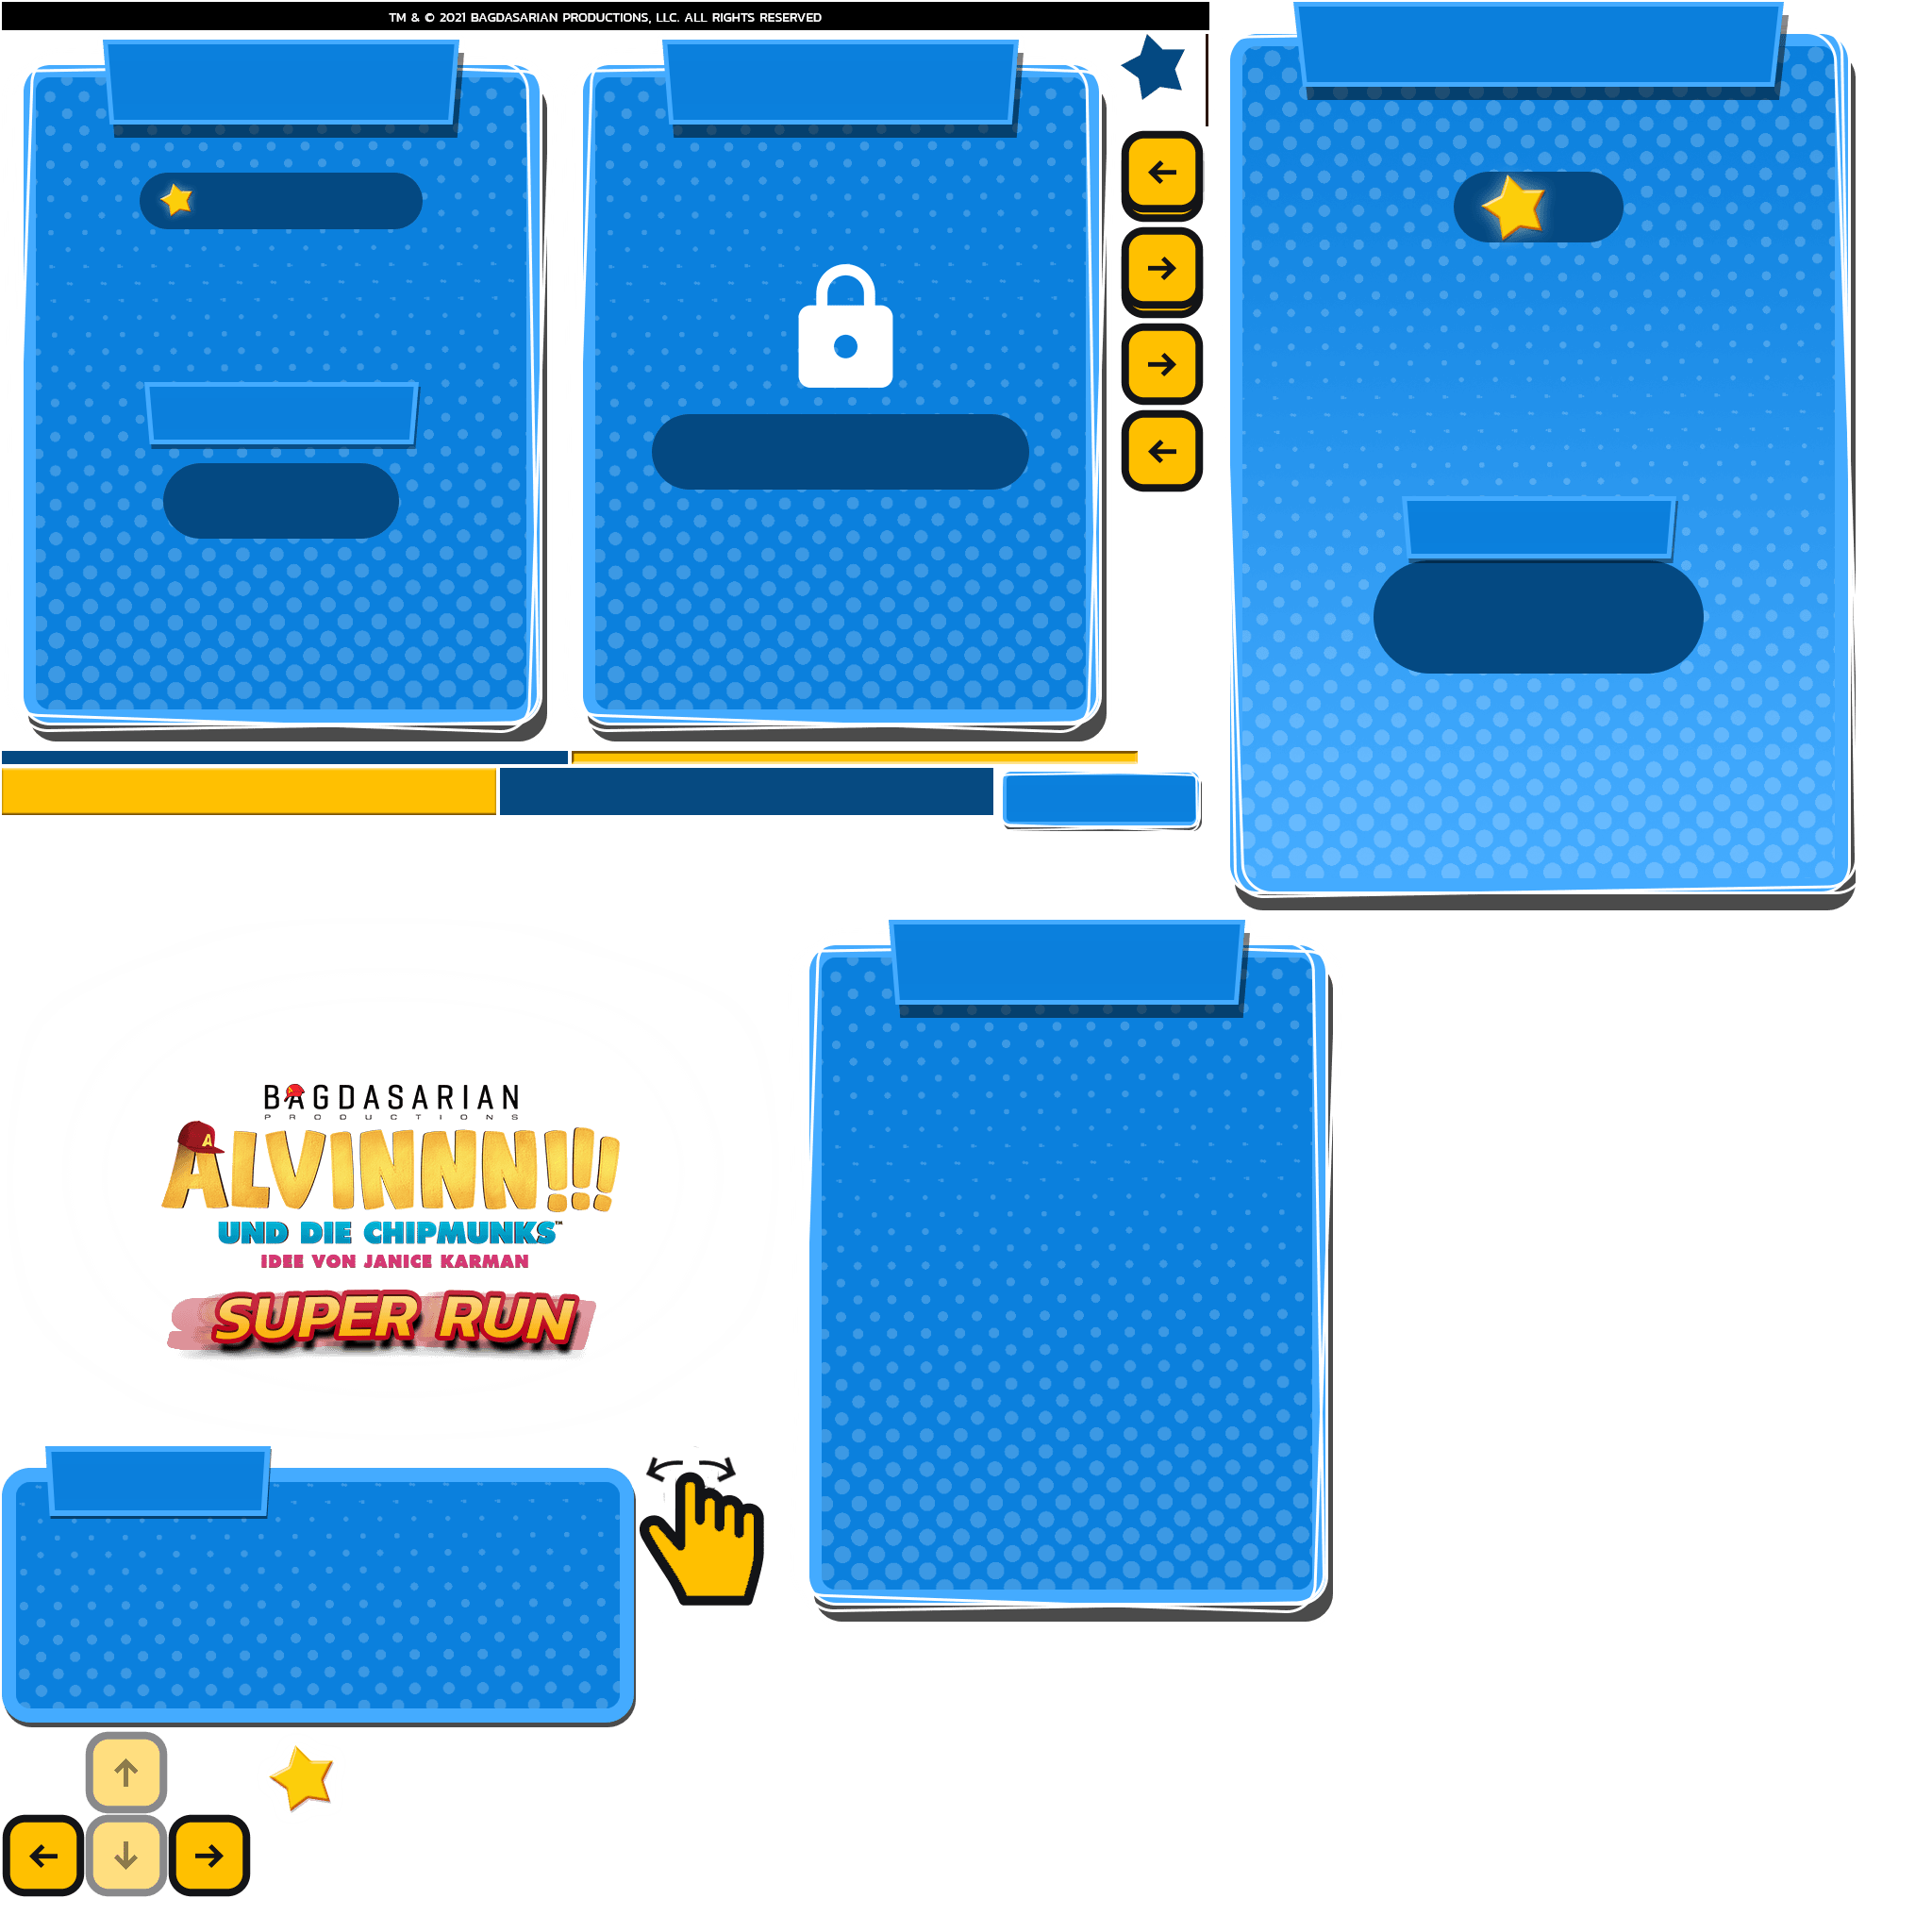 TM & © 2021 BAGDASARIAN PRODUCTIONS, LLC. ALL RIGHTS RESERVED
BAGDASARIAN
PRODUCTIONS
A
ALVINNN!!!
UND DIE CHIPMUNKS™
IDEE VON JANICE KARMAN
SUPER RUN